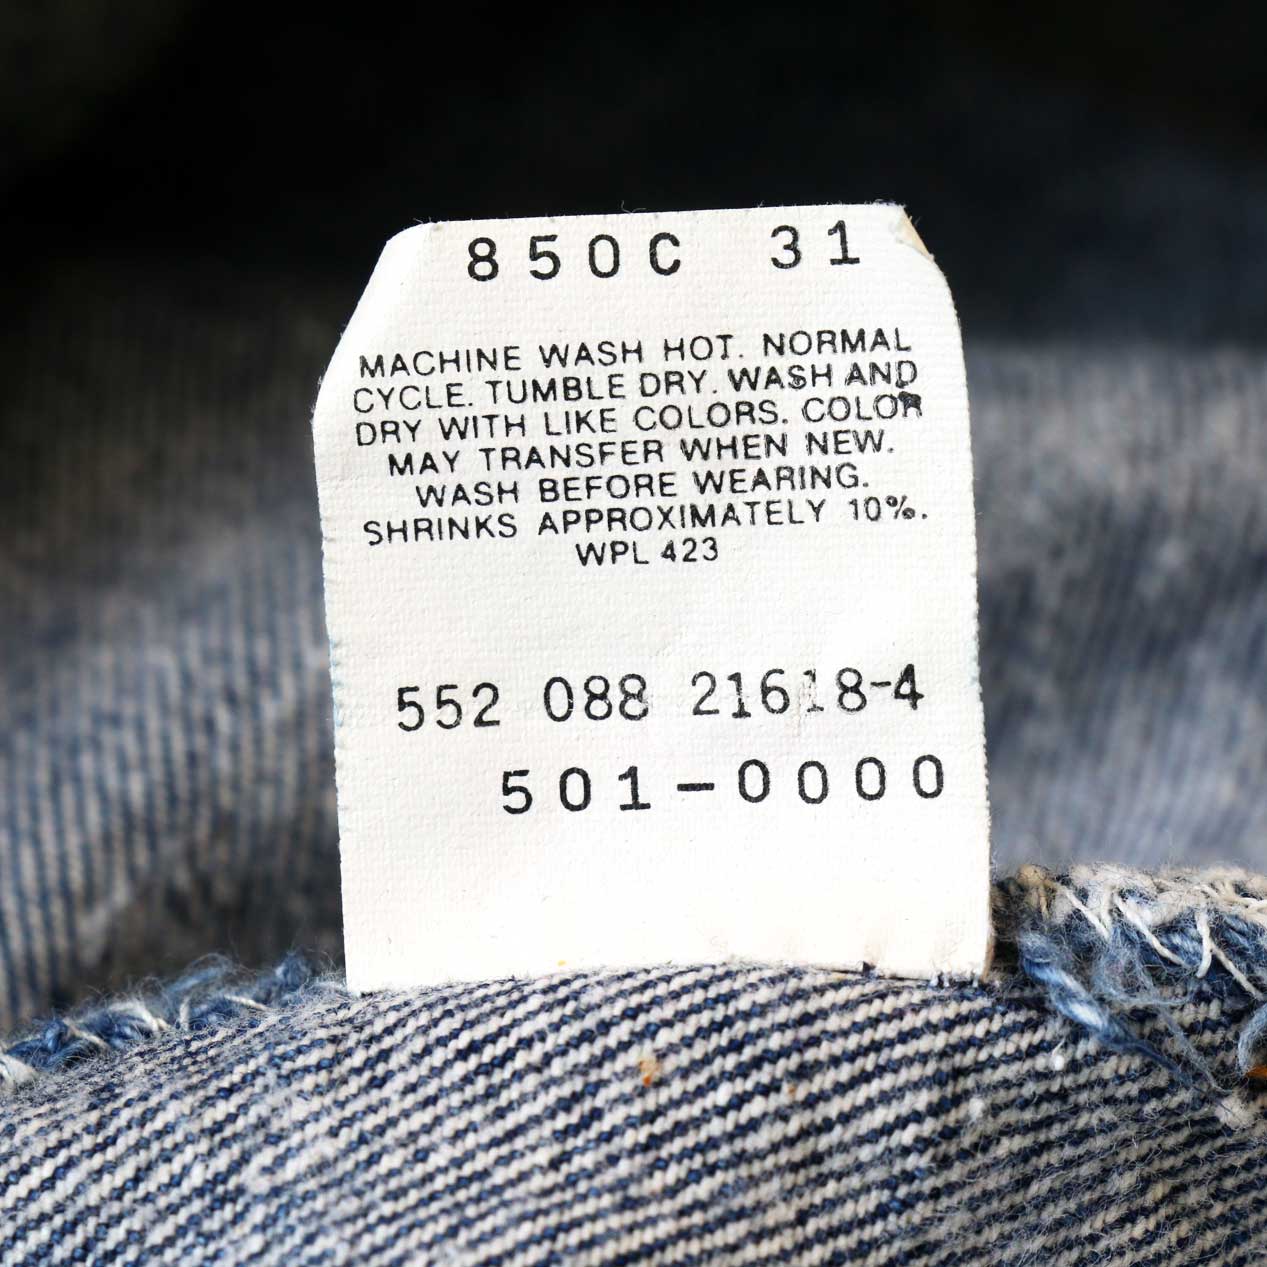 850C 31
MACHINE WASH HOT. NORMAL
CYCLE. TUMBLE DRY. WASH AND
DRY WITH LIKE COLORS. COLOR
MAY TRANSFER WHEN NEW.
WASH BEFORE WEARING.
SHRINKS APPROXIMATELY 10%.
WPL 423
552 088 21618-4
501-0000